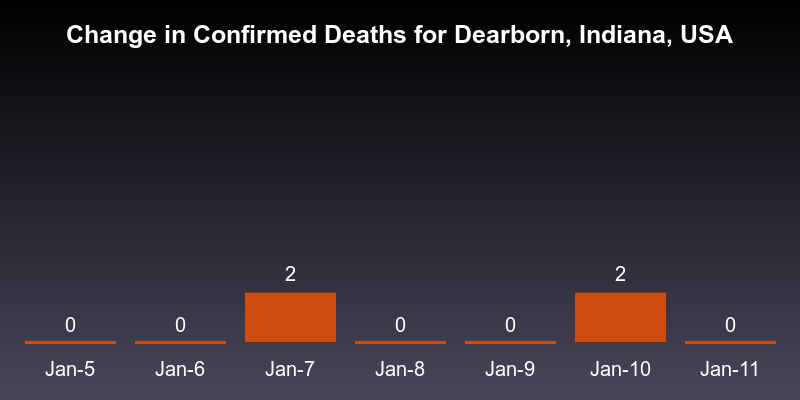 Change in Confirmed Deaths for Dearborn, Indiana, USA
0 0 2 0 0 2 0
Jan-5 Jan-6 Jan-7 Jan-8 Jan-9 Jan-10 Jan-11